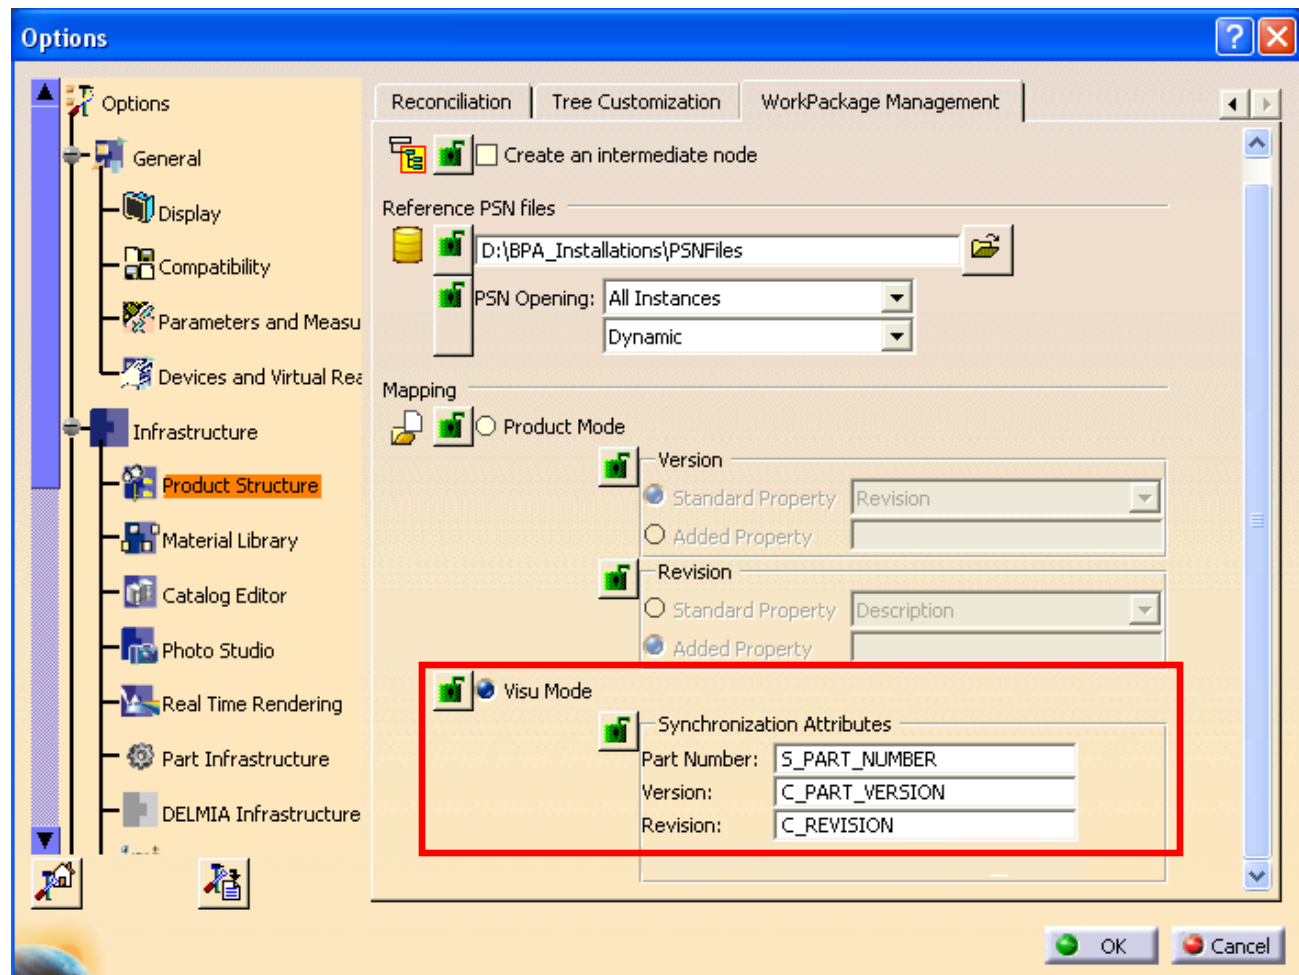 Options
Options
General
Display
Compatibility
Parameters and Measu
Devices and Virtual Rea
Infrastructure
Product Structure
Material Library
Catalog Editor
Photo Studio
Real Time Rendering
Part Infrastructure
DELMIA Infrastructure
Reconciliation
Tree Customization
WorkPackage Management
Create an intermediate node
Reference PSN files
D:\BPA_Installations\PSNFiles
PSN Opening: All Instances
Dynamic
Mapping
Product Mode
Version
Standard Property Revision
Added Property
Revision
Standard Property Description
Added Property
Visu Mode
Synchronization Attributes
Part Number: S_PART_NUMBER
Version: C_PART_VERSION
Revision: C_REVISION
OK
Cancel